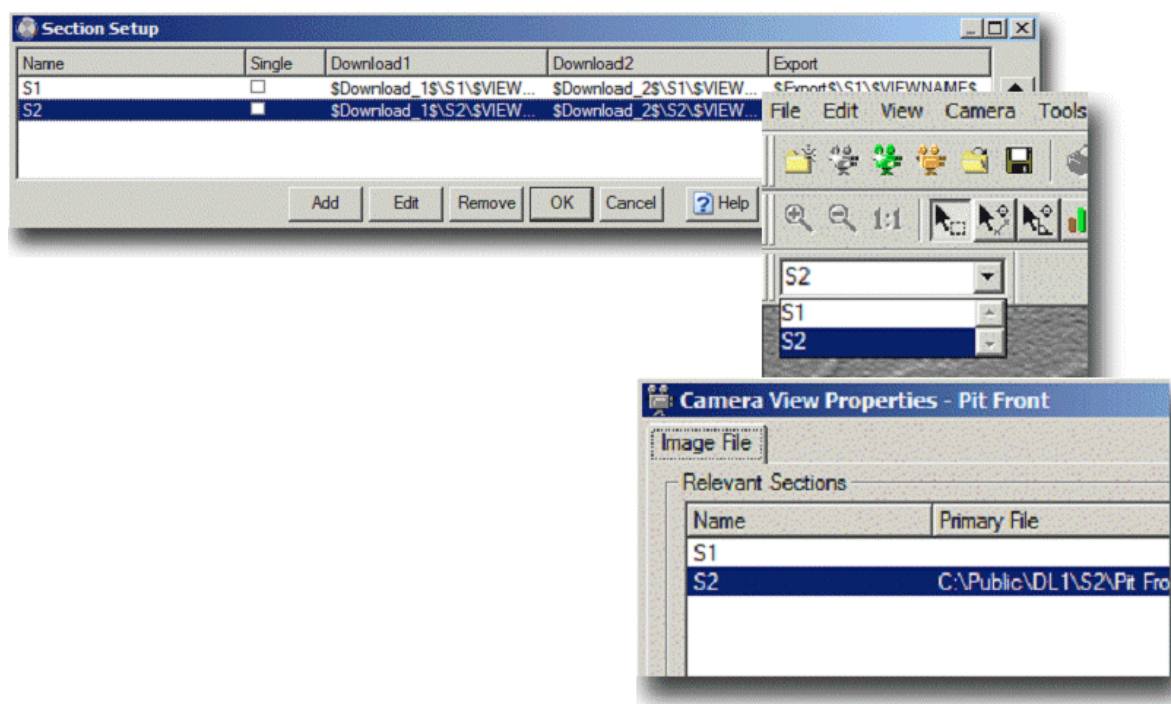 Section Setup
Name Single Download1 Download2 Export
S1 $Download_1$\S1\$VIEW... $Download_2$\S1\$VIEW... $Export$\S1\$VIEWNAME$
S2 $Download_1$\S2\$VIEW... $Download_2$\S2\$VIEW...
Add Edit Remove OK Cancel Help
File Edit View Camera Tools
1:1
S2
S1
S2
Camera View Properties - Pit Front
Image File
Relevant Sections
Name Primary File
S1
S2 C:\Public\DL1\S2\Pit Fro